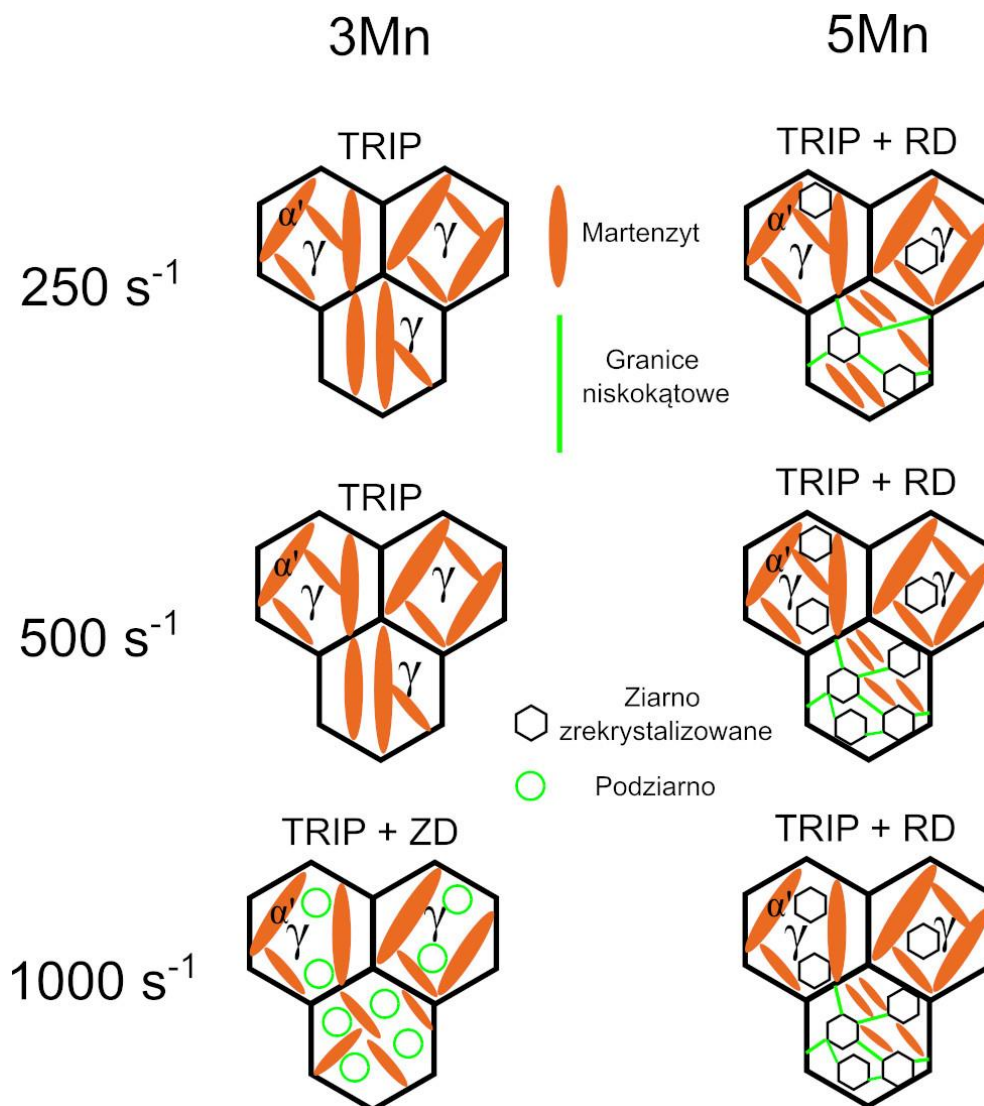 3Mn 5Mn
TRIP TRIP + RD
α' γ γ γ
Martenzyt
α' γ γ
250 s⁻¹
Granice
niskokątowe
TRIP TRIP + RD
α' γ γ γ
α' γ γ
500 s⁻¹
Ziarno
zrekrystalizowane
Podziarno
TRIP + ZD TRIP + RD
α' γ γ
α' γ γ
1000 s⁻¹